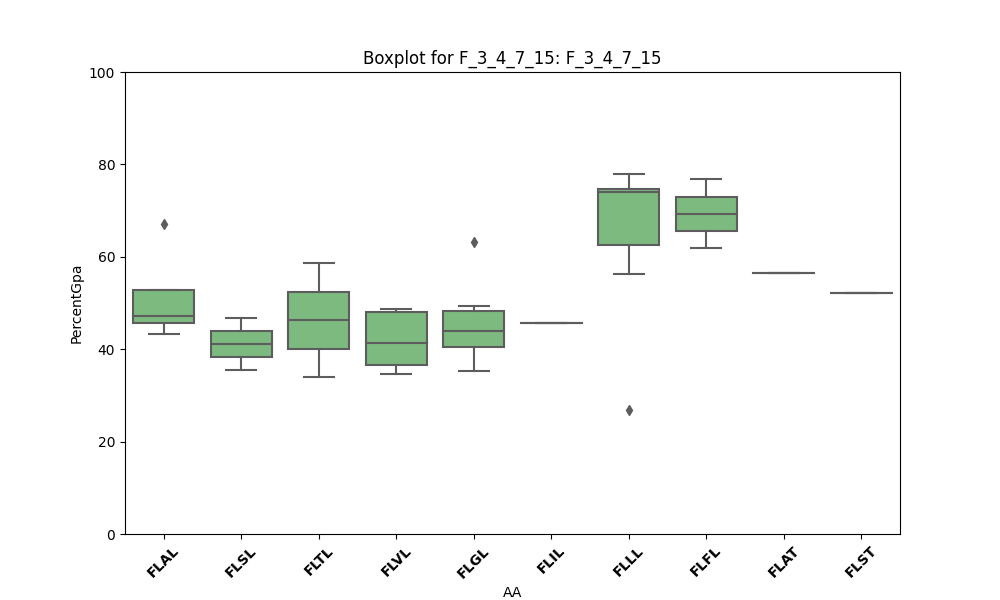 Boxplot for F_3_4_7_15: F_3_4_7_15
100
80
60
40
20
0
PercentGpa
FLAL
FLSL
FLTL
FLVL
FLGL
FLIL
FLLL
FLFL
FLAT
FLST
AA